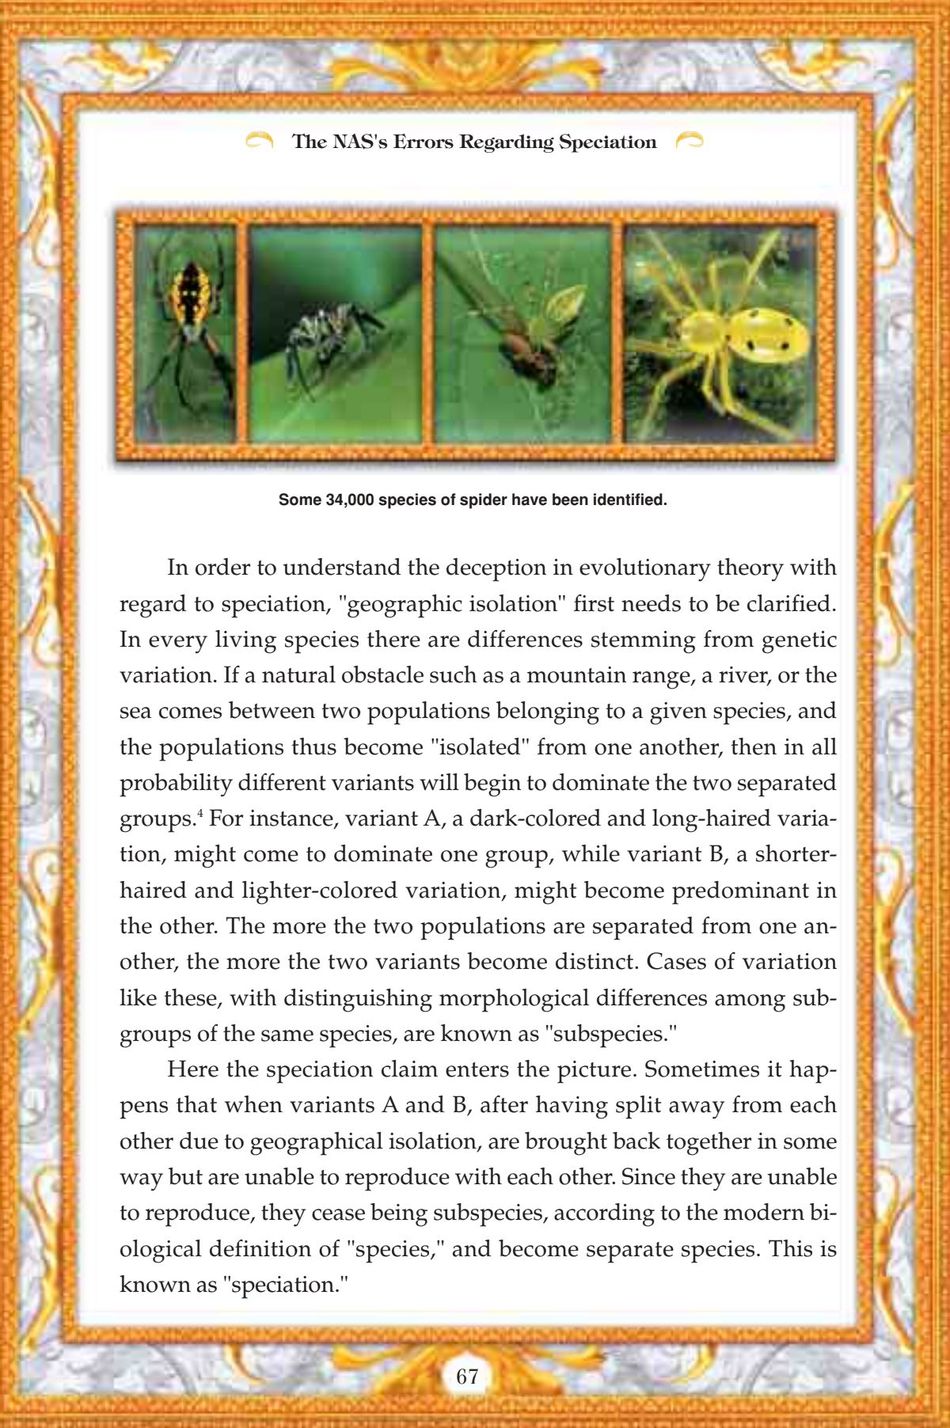 The NAS's Errors Regarding Speciation
Some 34,000 species of spider have been identified.
In order to understand the deception in evolutionary theory with
regard to speciation, "geographic isolation" first needs to be clarified.
In every living species there are differences stemming from genetic
variation. If a natural obstacle such as a mountain range, a river, or the
sea comes between two populations belonging to a given species, and
the populations thus become "isolated" from one another, then in all
probability different variants will begin to dominate the two separated
groups.4 For instance, variant A, a dark-colored and long-haired varia-
tion, might come to dominate one group, while variant B, a shorter-
haired and lighter-colored variation, might become predominant in
the other. The more the two populations are separated from one an-
other, the more the two variants become distinct. Cases of variation
like these, with distinguishing morphological differences among sub-
groups of the same species, are known as "subspecies."
Here the speciation claim enters the picture. Sometimes it hap-
pens that when variants A and B, after having split away from each
other due to geographical isolation, are brought back together in some
way but are unable to reproduce with each other. Since they are unable
to reproduce, they cease being subspecies, according to the modern bi-
ological definition of "species," and become separate species. This is
known as "speciation."
67